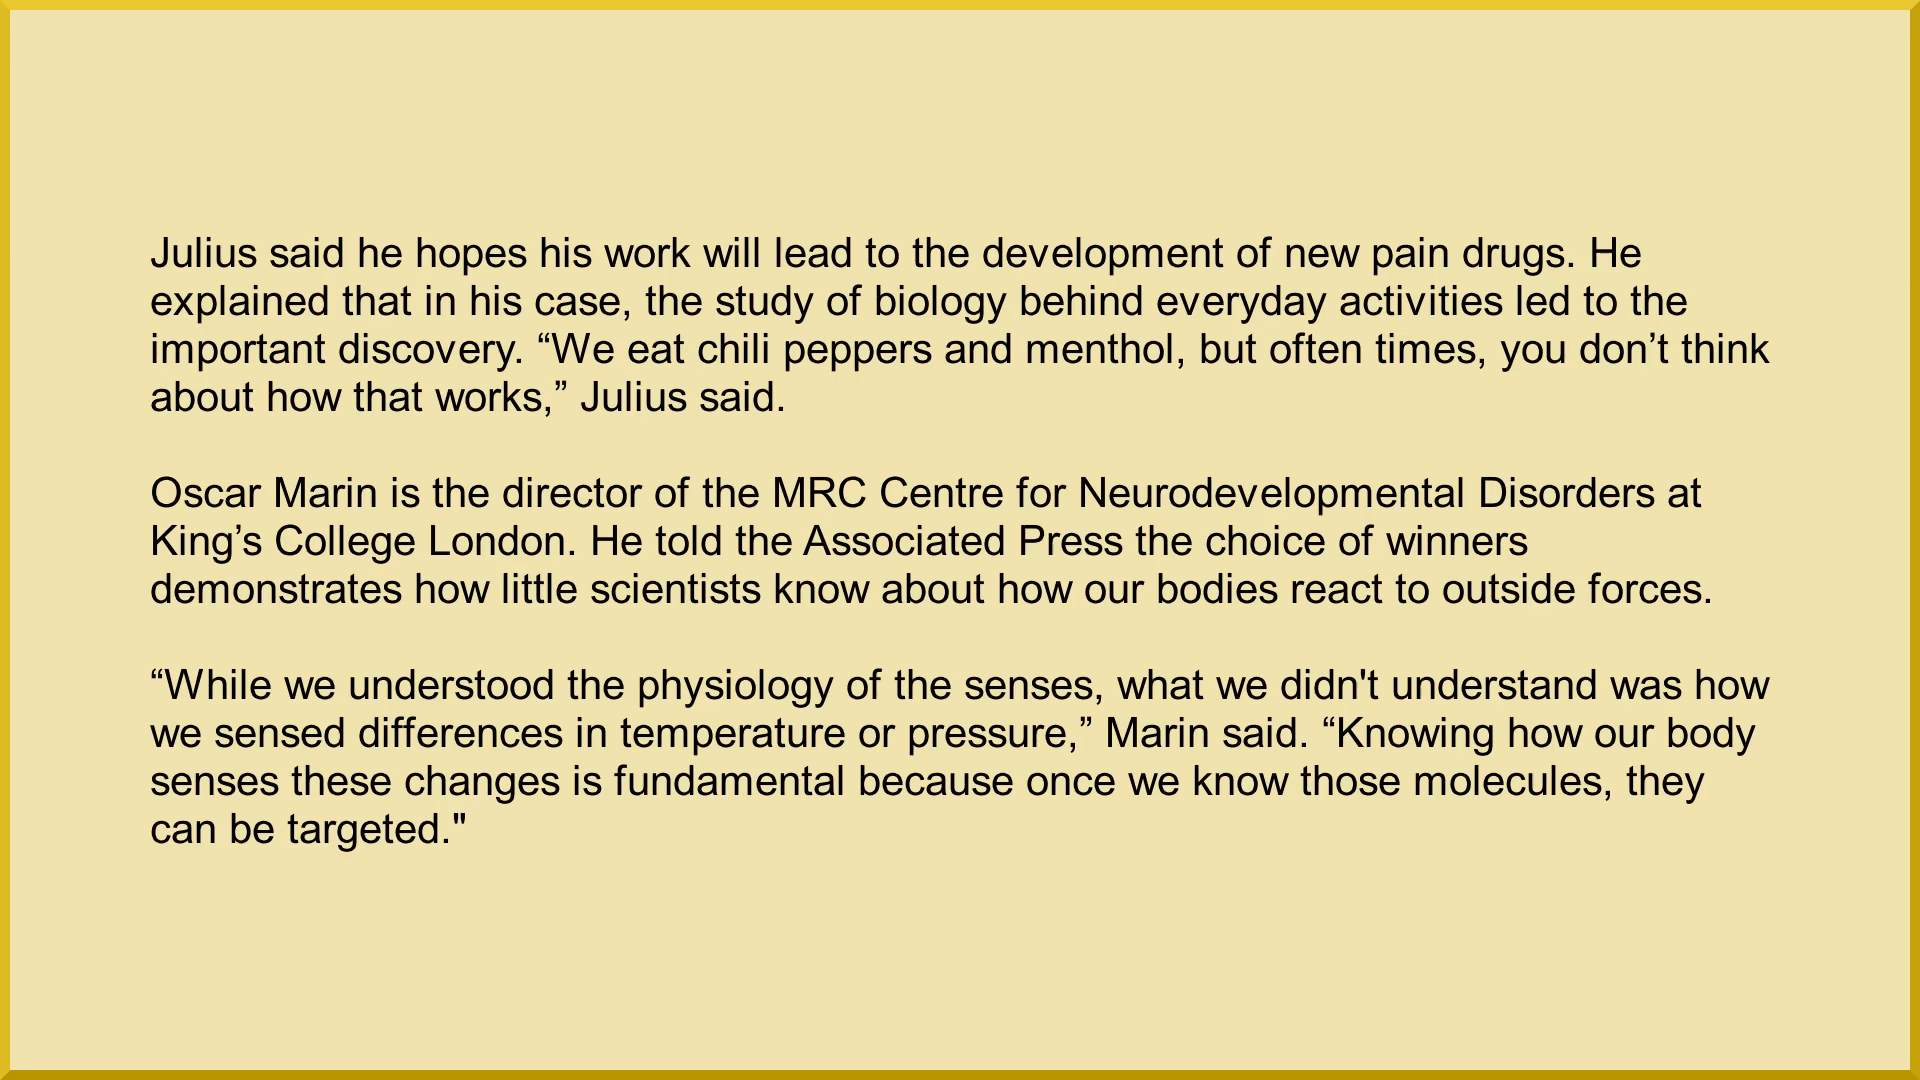 Julius said he hopes his work will lead to the development of new pain drugs. He
explained that in his case, the study of biology behind everyday activities led to the
important discovery. “We eat chili peppers and menthol, but often times, you don’t think
about how that works,” Julius said.
Oscar Marin is the director of the MRC Centre for Neurodevelopmental Disorders at
King’s College London. He told the Associated Press the choice of winners
demonstrates how little scientists know about how our bodies react to outside forces.
“While we understood the physiology of the senses, what we didn't understand was how
we sensed differences in temperature or pressure,” Marin said. “Knowing how our body
senses these changes is fundamental because once we know those molecules, they
can be targeted."